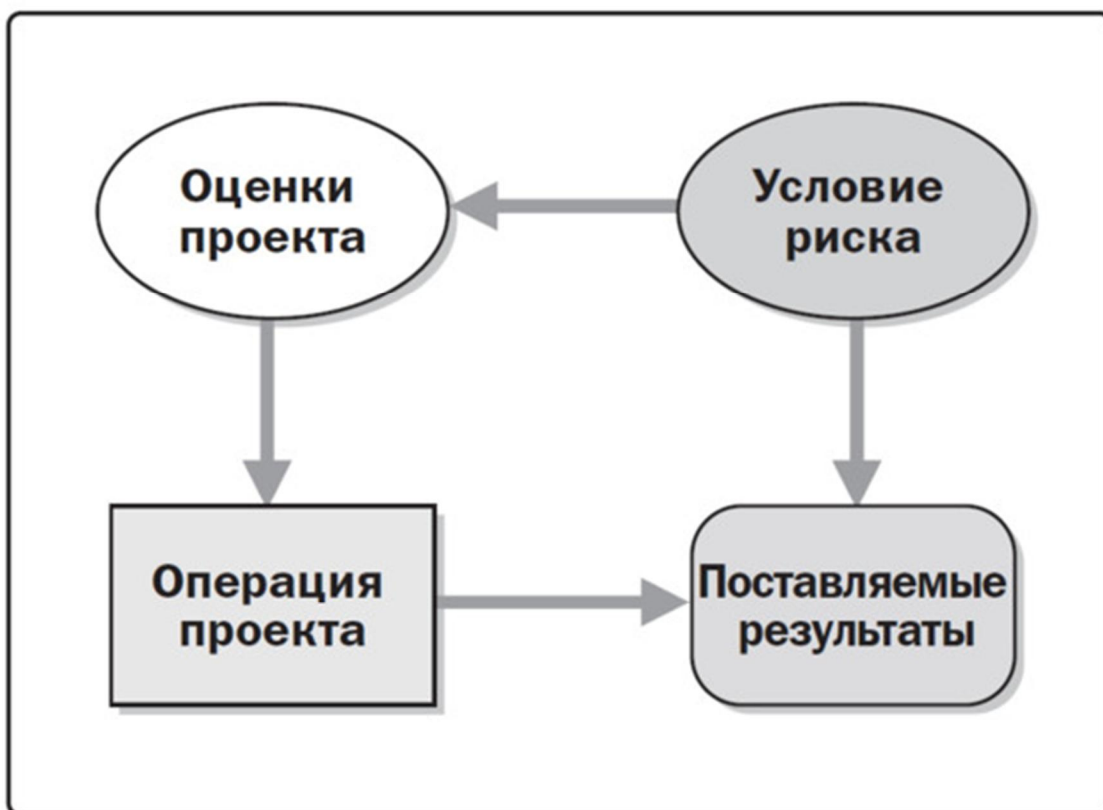 Оценки
проекта
Условие
риска
Операция
проекта
Поставляемые
результаты